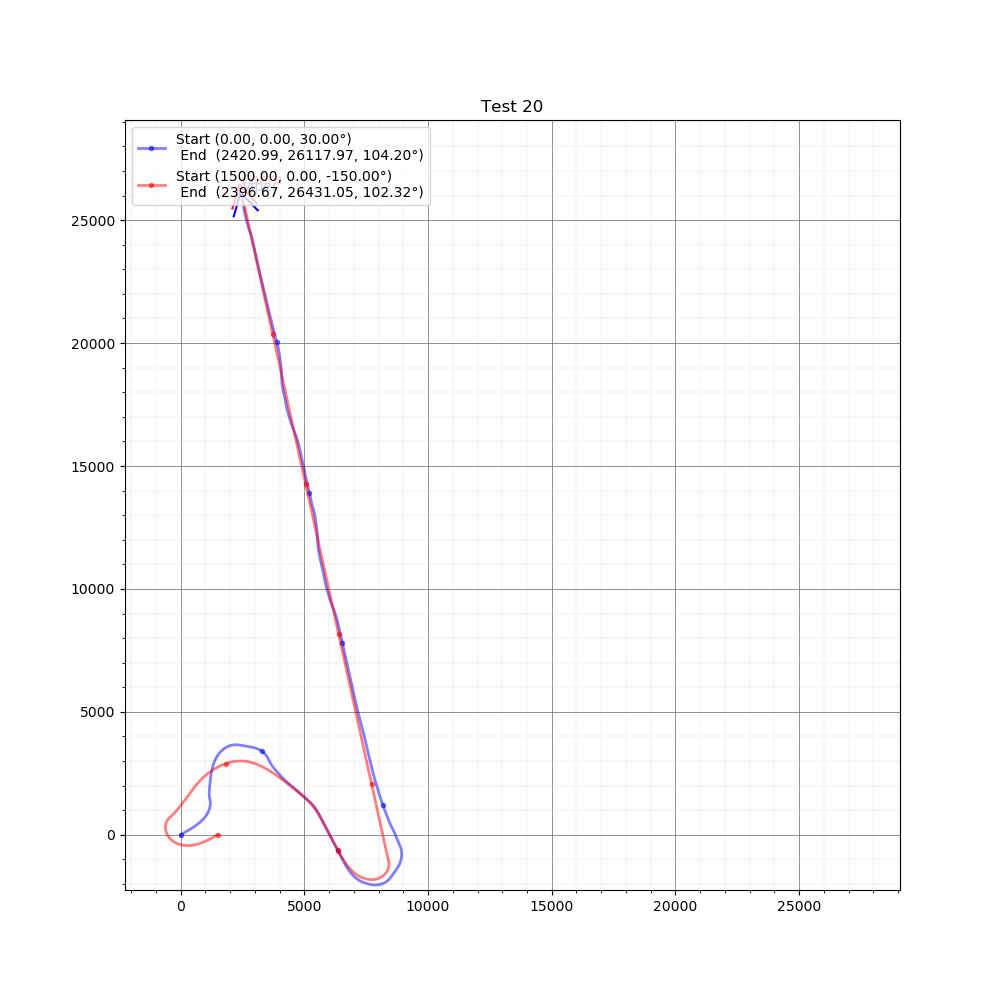 Test 20
Start (0.00, 0.00, 30.00°)
End (2420.99, 26117.97, 104.20°)
Start (1500.00, 0.00, -150.00°)
End (2396.67, 26431.05, 102.32°)
25000
20000
15000
10000
5000
0
0 5000 10000 15000 20000 25000